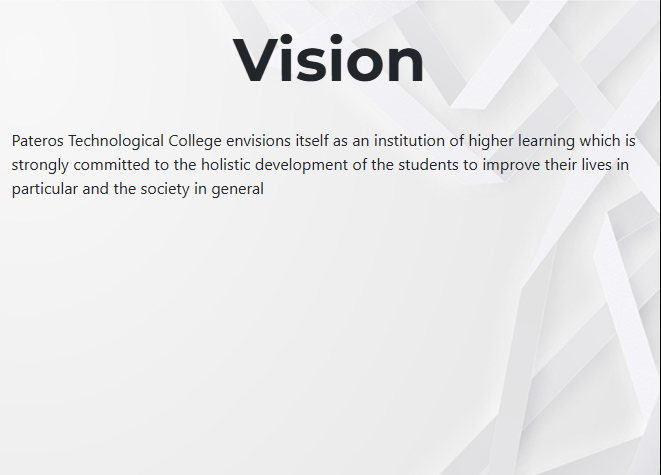 Vision
Pateros Technological College envisions itself as an institution of higher learning which is
strongly committed to the holistic development of the students to improve their lives in
particular and the society in general